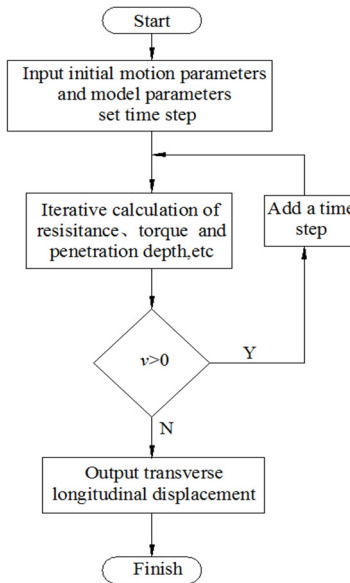 Start
Input initial motion parameters
and model parameters
set time step
Iterative calculation of
resisitance、torque and
penetration depth,etc
Add a time
step
v>0
Y
N
Output transverse
longitudinal displacement
Finish